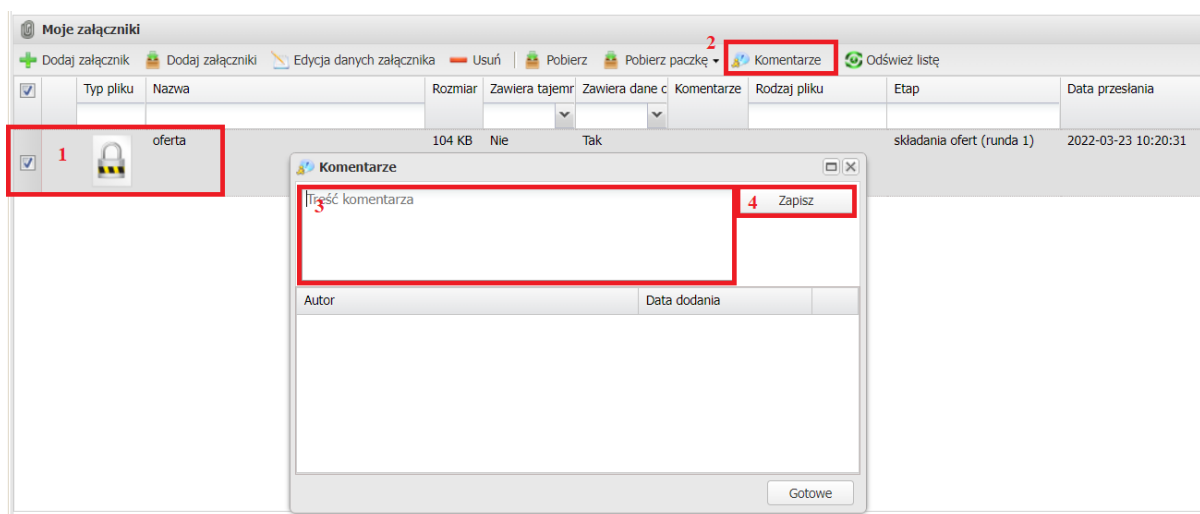 Moje załączniki
2
Dodaj załącznik Dodaj załączniki Edycja danych załącznika Usuń Pobierz Pobierz paczkę Komentarze Odśwież listę
Typ pliku Nazwa Rozmiar Zawiera tajemr Zawiera dane c Komentarze Rodzaj pliku Etap Data przesłania
1 oferta 104 KB Nie Tak składania ofert (runda 1) 2022-03-23 10:20:31
Komentarze
Treść komentarza
3
4 Zapisz
Autor Data dodania
Gotowe